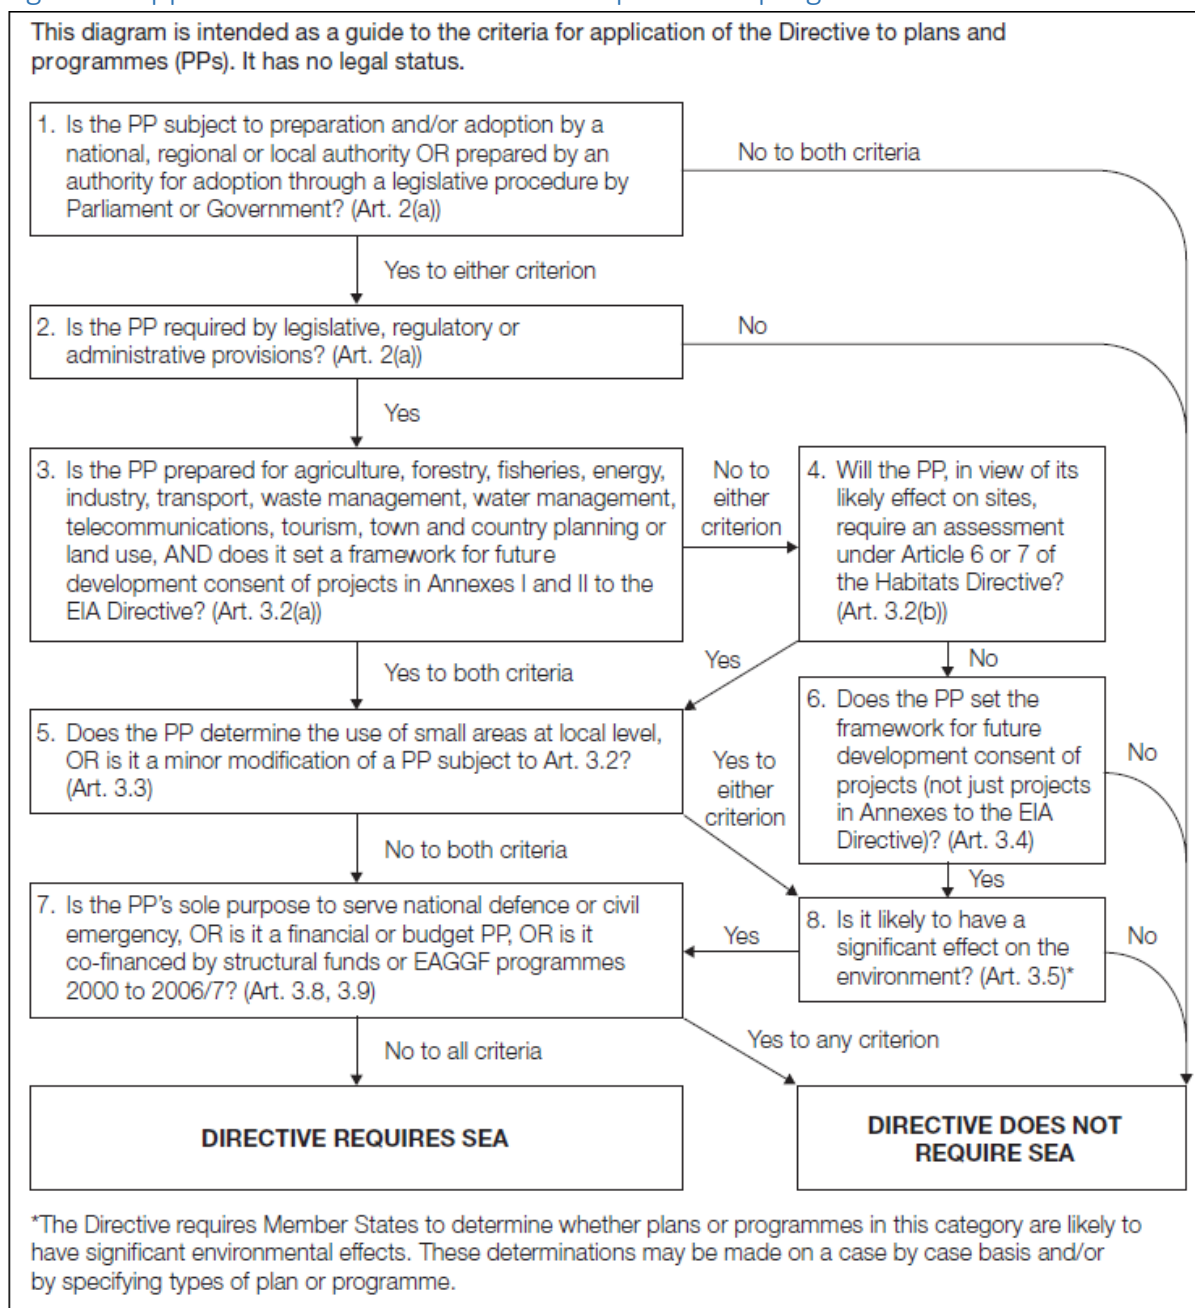 This diagram is intended as a guide to the criteria for application of the Directive to plans and
programmes (PPs). It has no legal status.
1. Is the PP subject to preparation and/or adoption by a
national, regional or local authority OR prepared by an
authority for adoption through a legislative procedure by
Parliament or Government? (Art. 2(a))
No to both criteria
Yes to either criterion
2. Is the PP required by legislative, regulatory or
administrative provisions? (Art. 2(a))
No
Yes
3. Is the PP prepared for agriculture, forestry, fisheries, energy,
industry, transport, waste management, water management,
telecommunications, tourism, town and country planning or
land use, AND does it set a framework for future
development consent of projects in Annexes I and II to the
EIA Directive? (Art. 3.2(a))
No to
either
criterion
4. Will the PP, in view of its
likely effect on sites,
require an assessment
under Article 6 or 7 of
the Habitats Directive?
(Art. 3.2(b))
Yes to both criteria
Yes
No
5. Does the PP determine the use of small areas at local level,
OR is it a minor modification of a PP subject to Art. 3.2?
(Art. 3.3)
Yes to
either
criterion
6. Does the PP set the
framework for future
development consent of
projects (not just projects
in Annexes to the EIA
Directive)? (Art. 3.4)
No
No to both criteria
Yes
7. Is the PP's sole purpose to serve national defence or civil
emergency, OR is it a financial or budget PP, OR is it
co-financed by structural funds or EAGGF programmes
2000 to 2006/7? (Art. 3.8, 3.9)
Yes
8. Is it likely to have a
significant effect on the
environment? (Art. 3.5)*
No
No to all criteria
Yes to any criterion
DIRECTIVE REQUIRES SEA
DIRECTIVE DOES NOT
REQUIRE SEA
*The Directive requires Member States to determine whether plans or programmes in this category are likely to
have significant environmental effects. These determinations may be made on a case by case basis and/or
by specifying types of plan or programme.